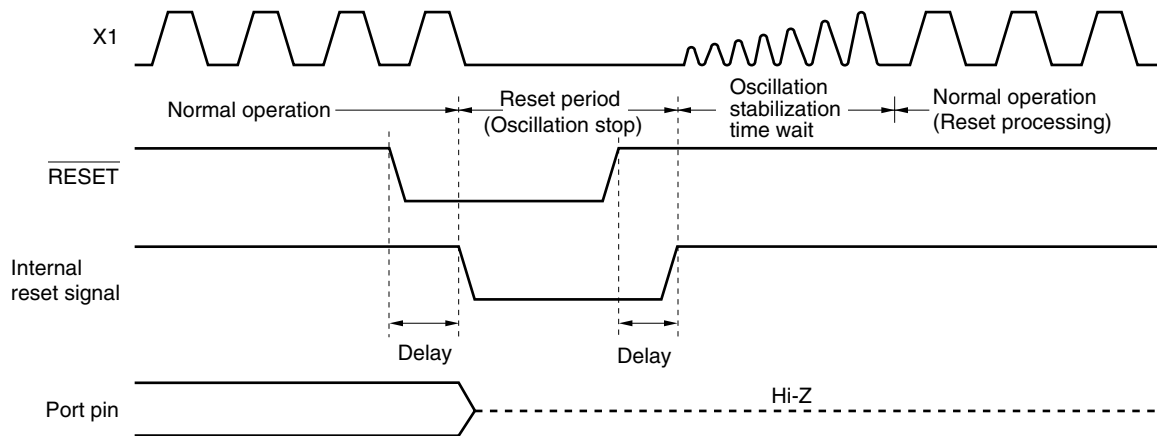 X1
Normal operation
Reset period
(Oscillation stop)
Oscillation
stabilization
time wait
Normal operation
(Reset processing)
RESET
Internal
reset signal
Delay
Delay
Port pin
Hi-Z